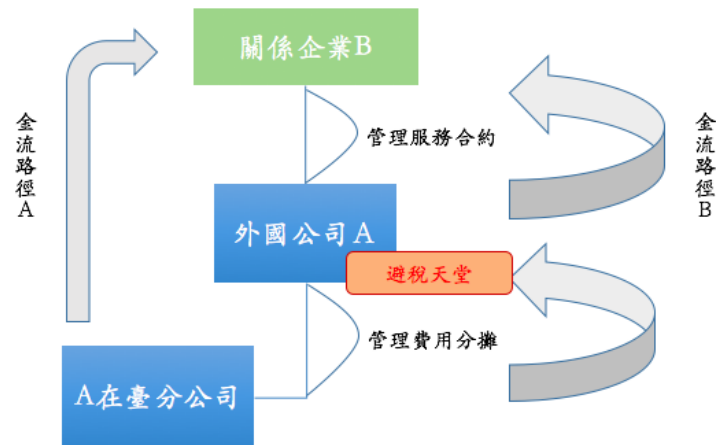 關係企業B
金流路徑A
管理服務合約
金流路徑B
外國公司A
避稅天堂
管理費用分攤
A在臺分公司